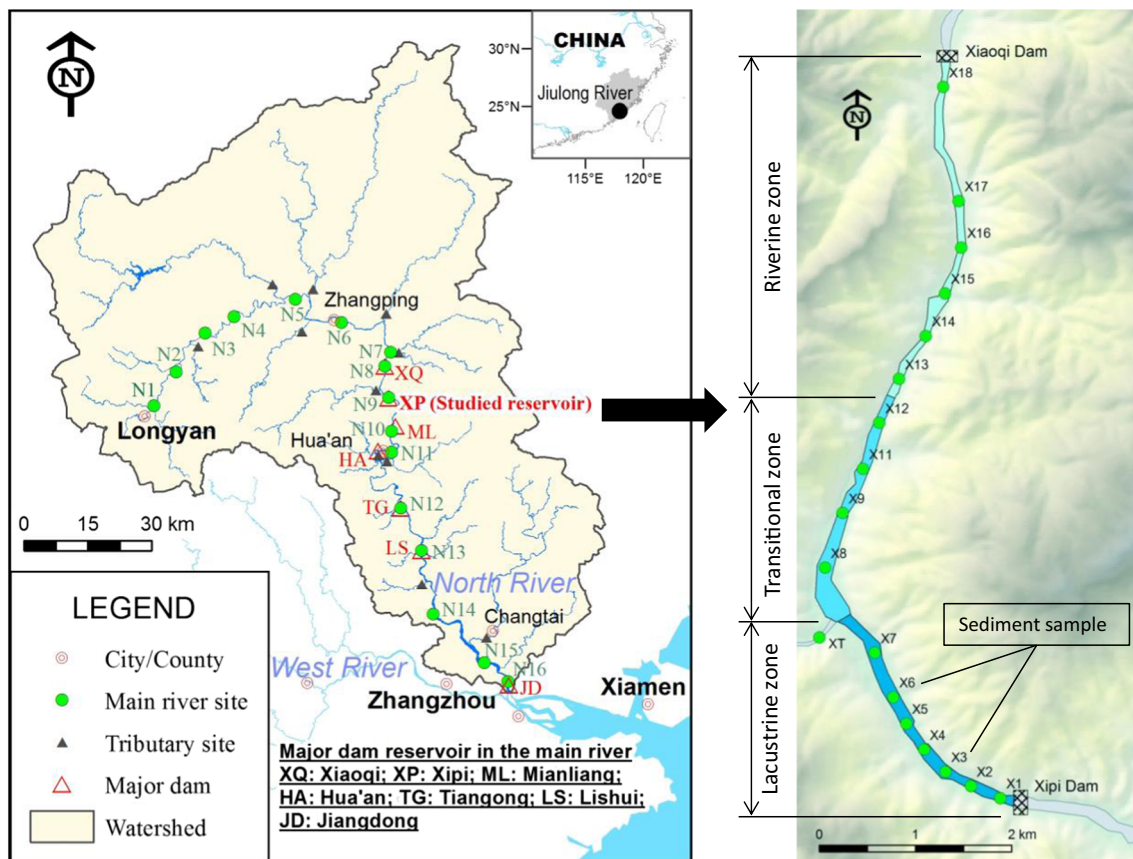 N
CHINA
30°N
25°N
Jiulong River
115°E
120°E
Zhangping
N5
N4
N3
N2
N1
N6
N7
N8
XQ
N9
XP (Studied reservoir)
N10
ML
Hua'an
HA
N11
Longyan
0 15 30 km
TG
N12
LS
N13
North River
N14
Changtai
N15
West River
N16
JD
Zhangzhou
Xiamen
LEGEND
City/County
Main river site
Tributary site
Major dam
Watershed
Major dam reservoir in the main river
XQ: Xiaoqi; XP: Xipi; ML: Mianliang;
HA: Hua'an; TG: Tiangong; LS: Lishui;
JD: Jiangdong
Riverine zone
Transitional zone
Lacustrine zone
N
Xiaoqi Dam
X18
X17
X16
X15
X14
X13
X12
X11
X9
X8
XT
X7
Sediment sample
X6
X5
X4
X3
X2
X1
Xipi Dam
0 1 2 km